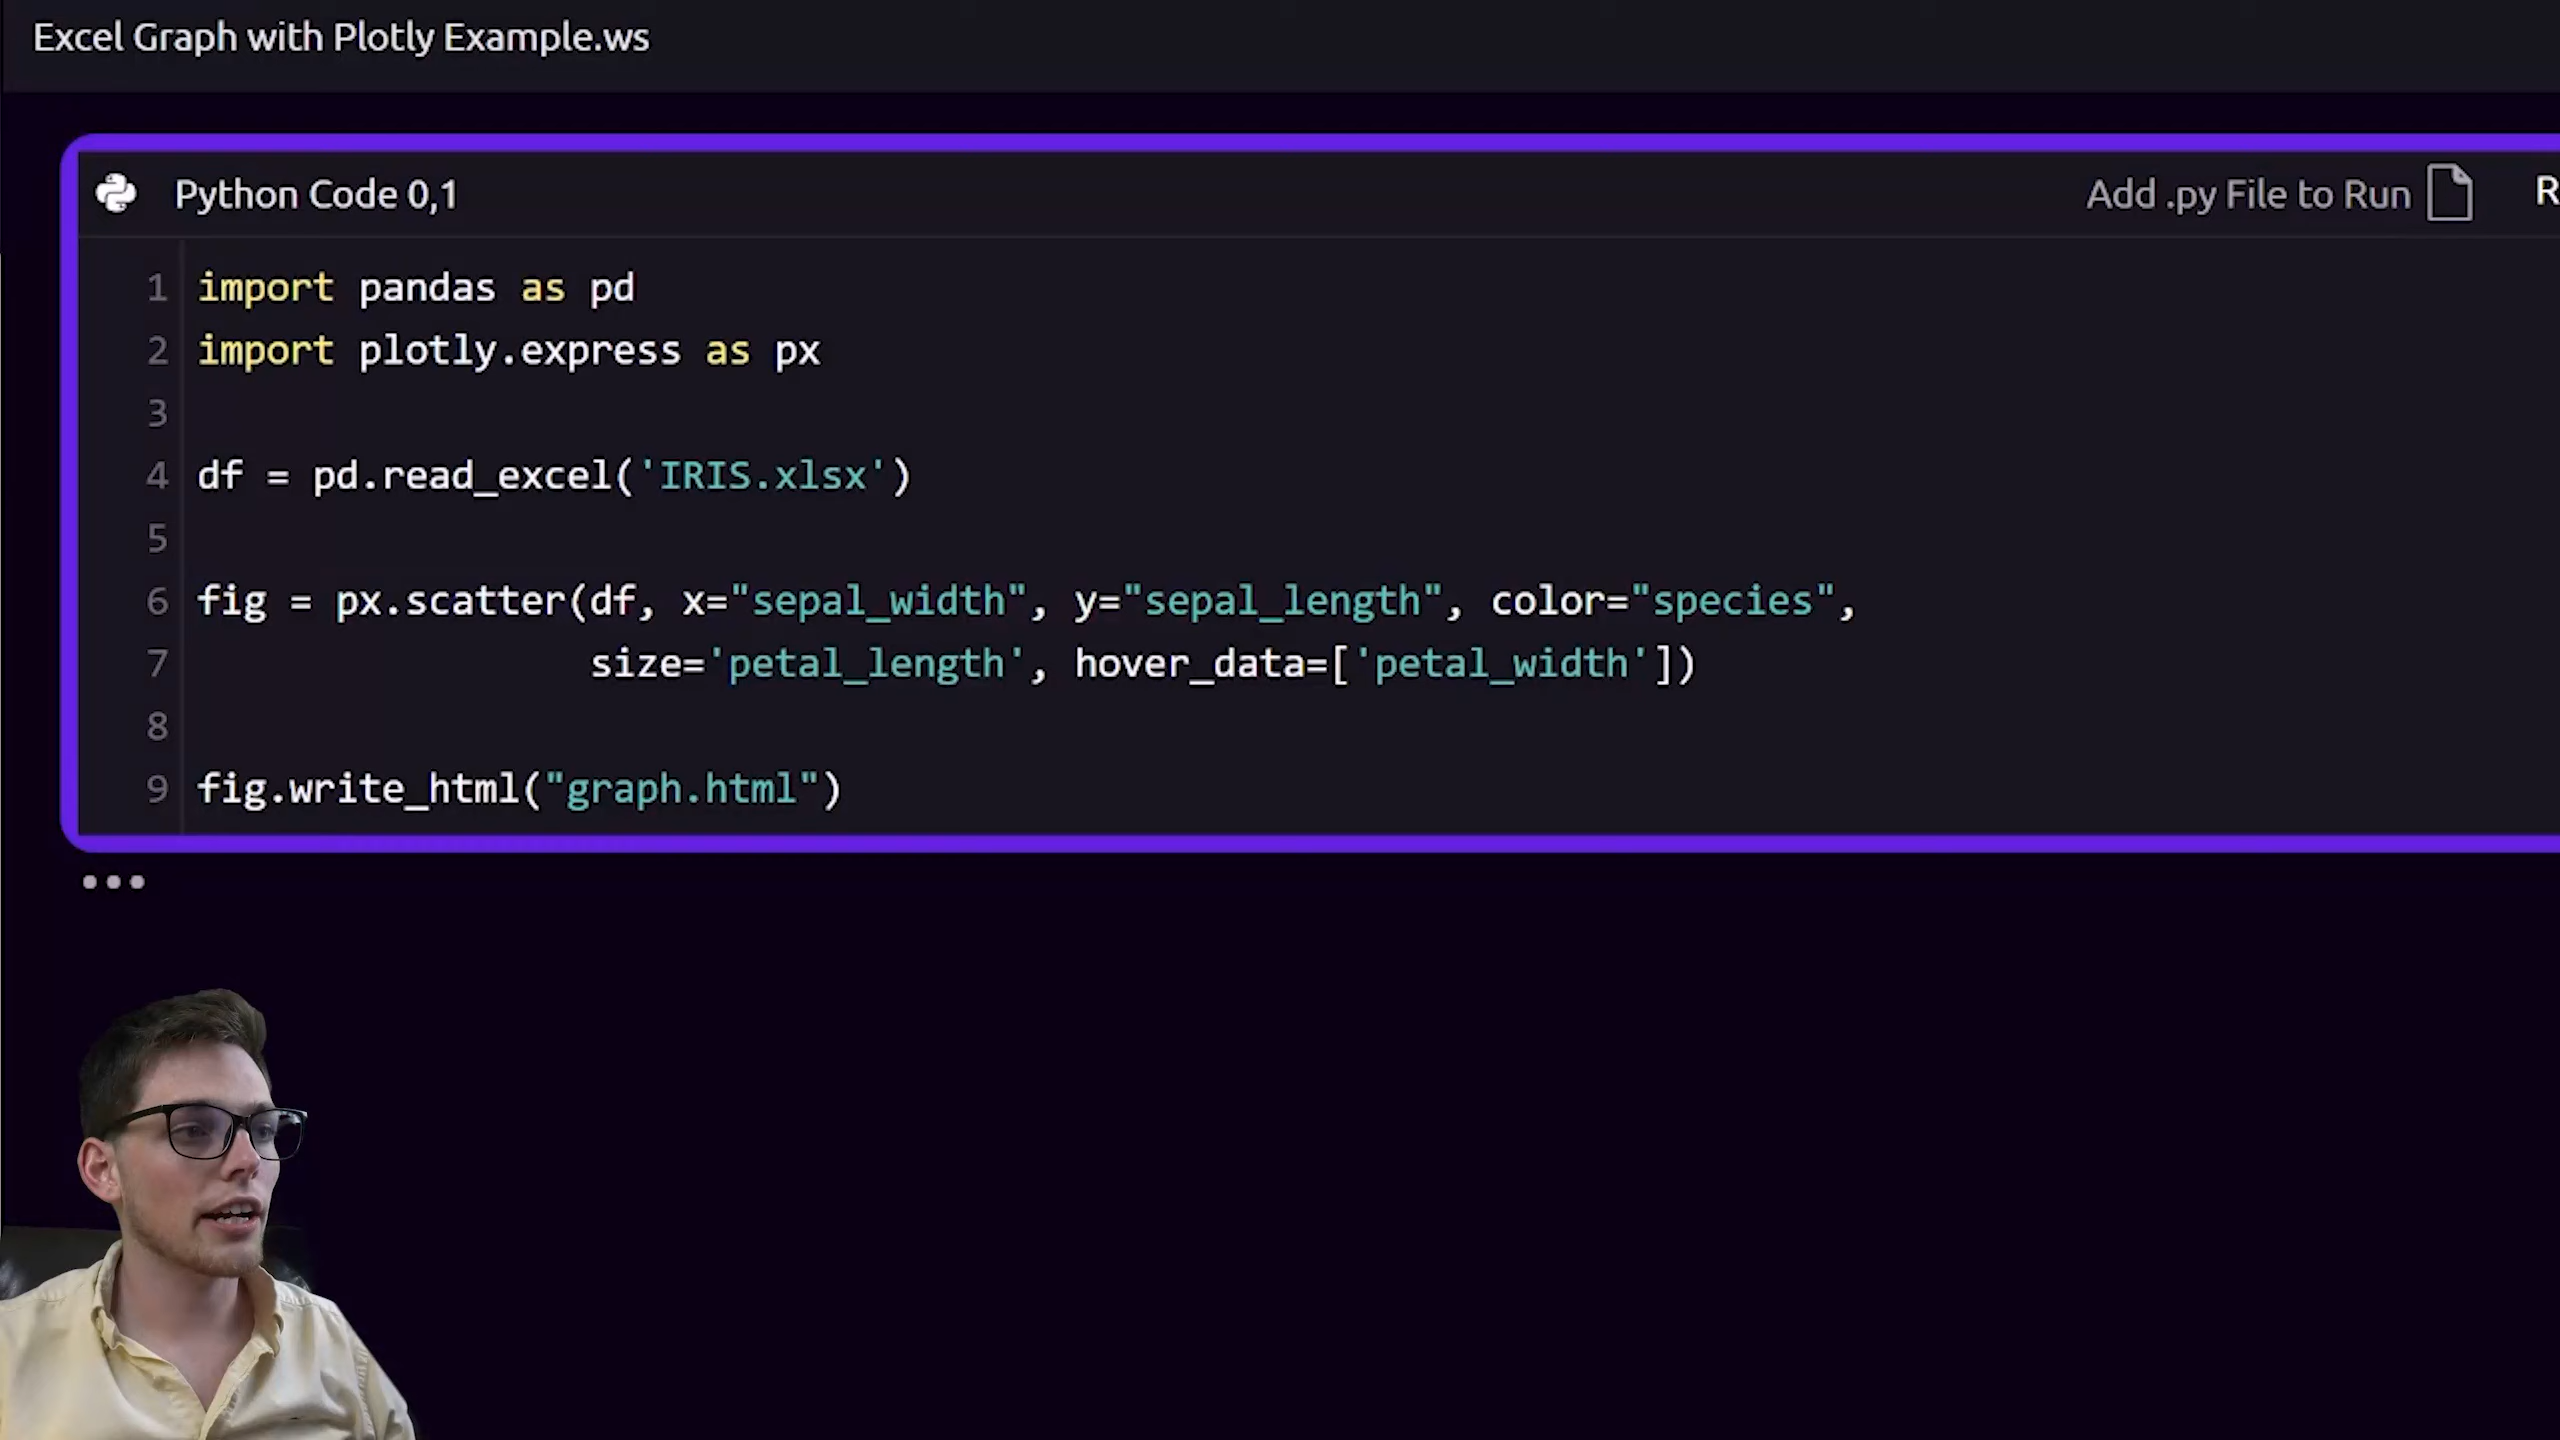 Excel Graph with Plotly Example.ws
Python Code 0,1
Add .py File to Run
R
1 import pandas as pd
2 import plotly.express as px
3
4 df = pd.read_excel('IRIS.xlsx')
5
6 fig = px.scatter(df, x="sepal_width", y="sepal_length", color="species",
7 size='petal_length', hover_data=['petal_width'])
8
9 fig.write_html("graph.html")